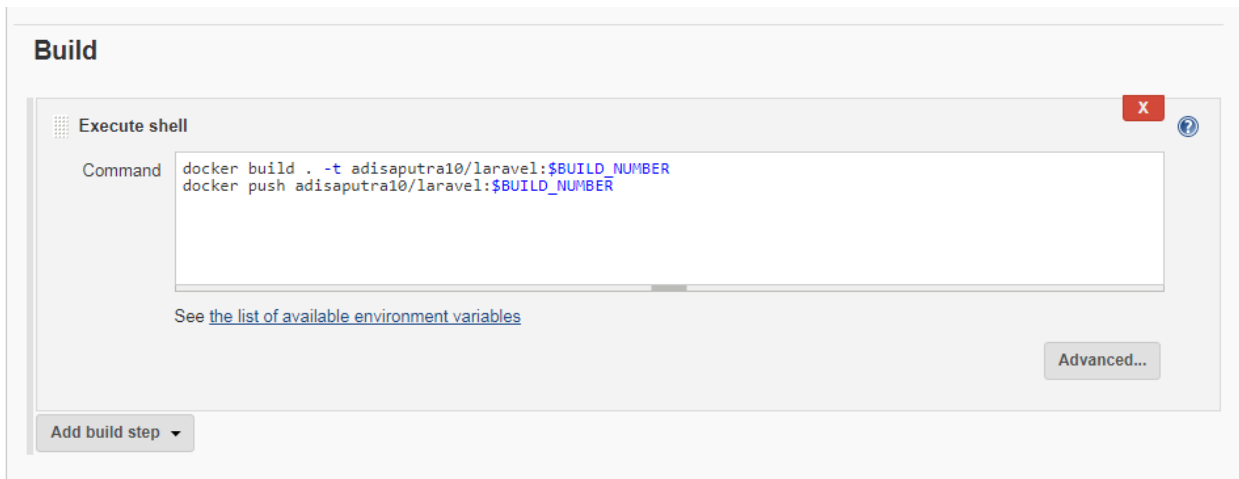 Build
X
Execute shell
?
Command
docker build . -t adisaputra10/laravel:$BUILD_NUMBER
docker push adisaputra10/laravel:$BUILD_NUMBER
See the list of available environment variables
Advanced...
Add build step